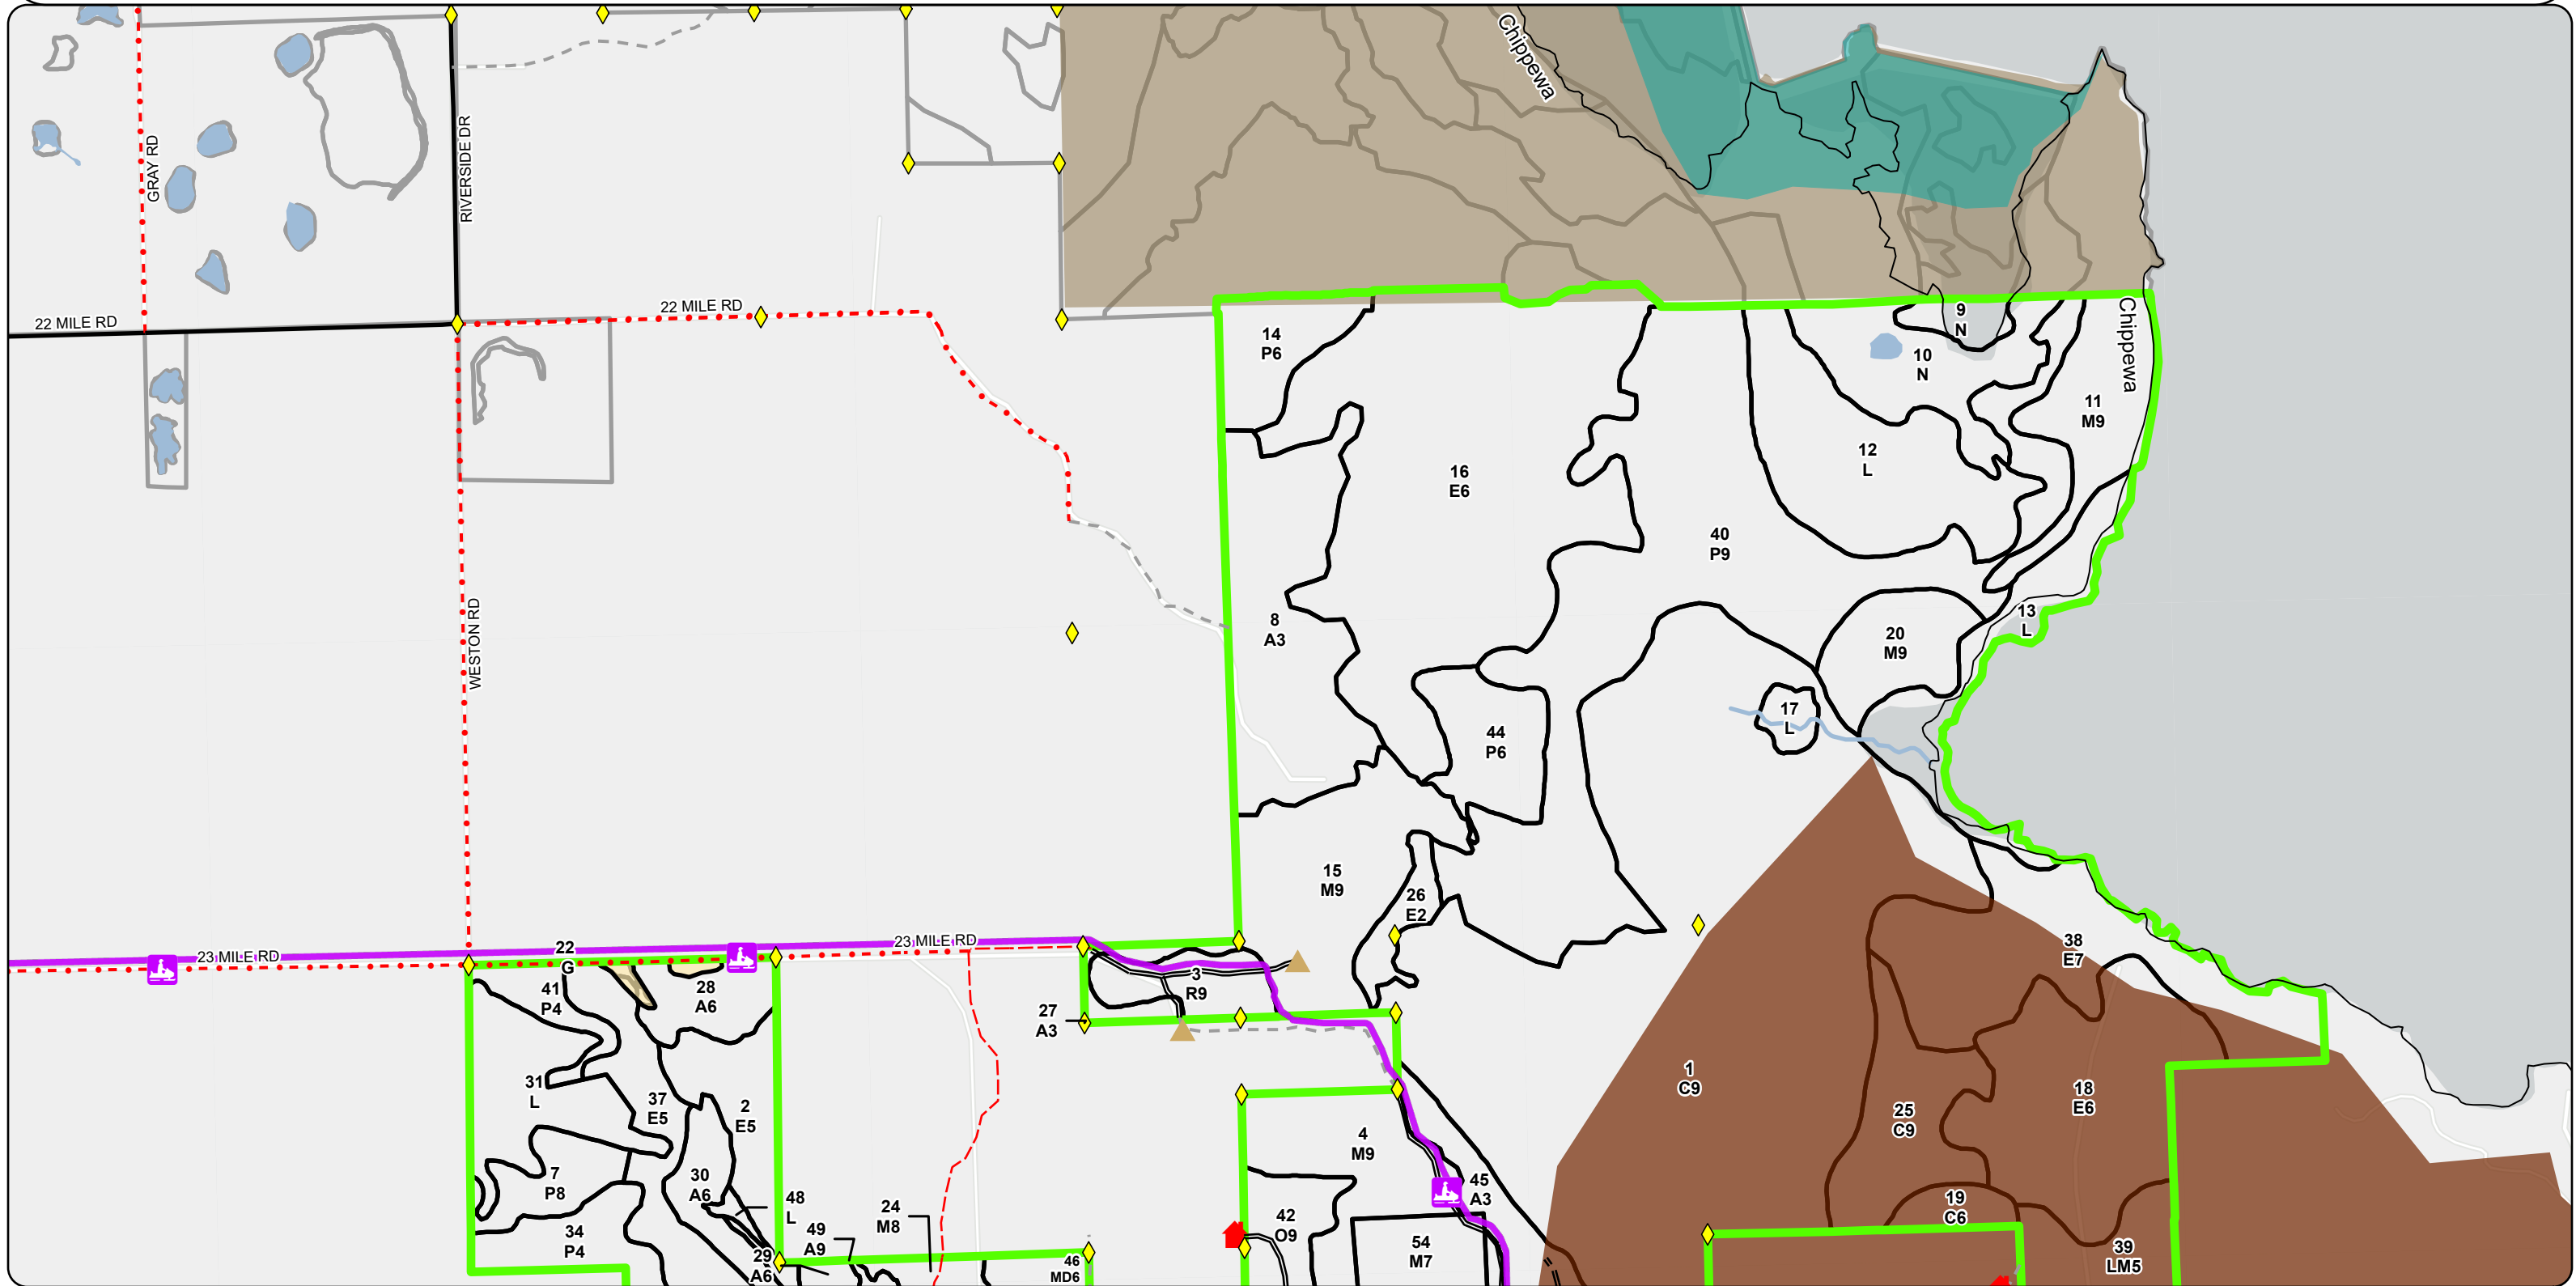 Chippewa
GRAY RD
RIVERSIDE DR
22 MILE RD
22 MILE RD
9
N
14
P6
10
N
Chippewa
11
M9
12
L
16
E6
40
P9
8
A3
13
L
20
M9
WESTON RD
17
L
44
P6
15
M9
26
E2
23 MILE RD
22
G
23 MILE RD
38
E7
3
R9
41
P4
28
A6
27
A3
1
C9
31
L
37
E5
2
E5
18
E6
25
C9
4
M9
7
P8
30
A6
48
L
45
A3
24
M8
19
C6
42
O9
34
P4
49
A9
54
M7
29
A6
46
MD6
39
LM5